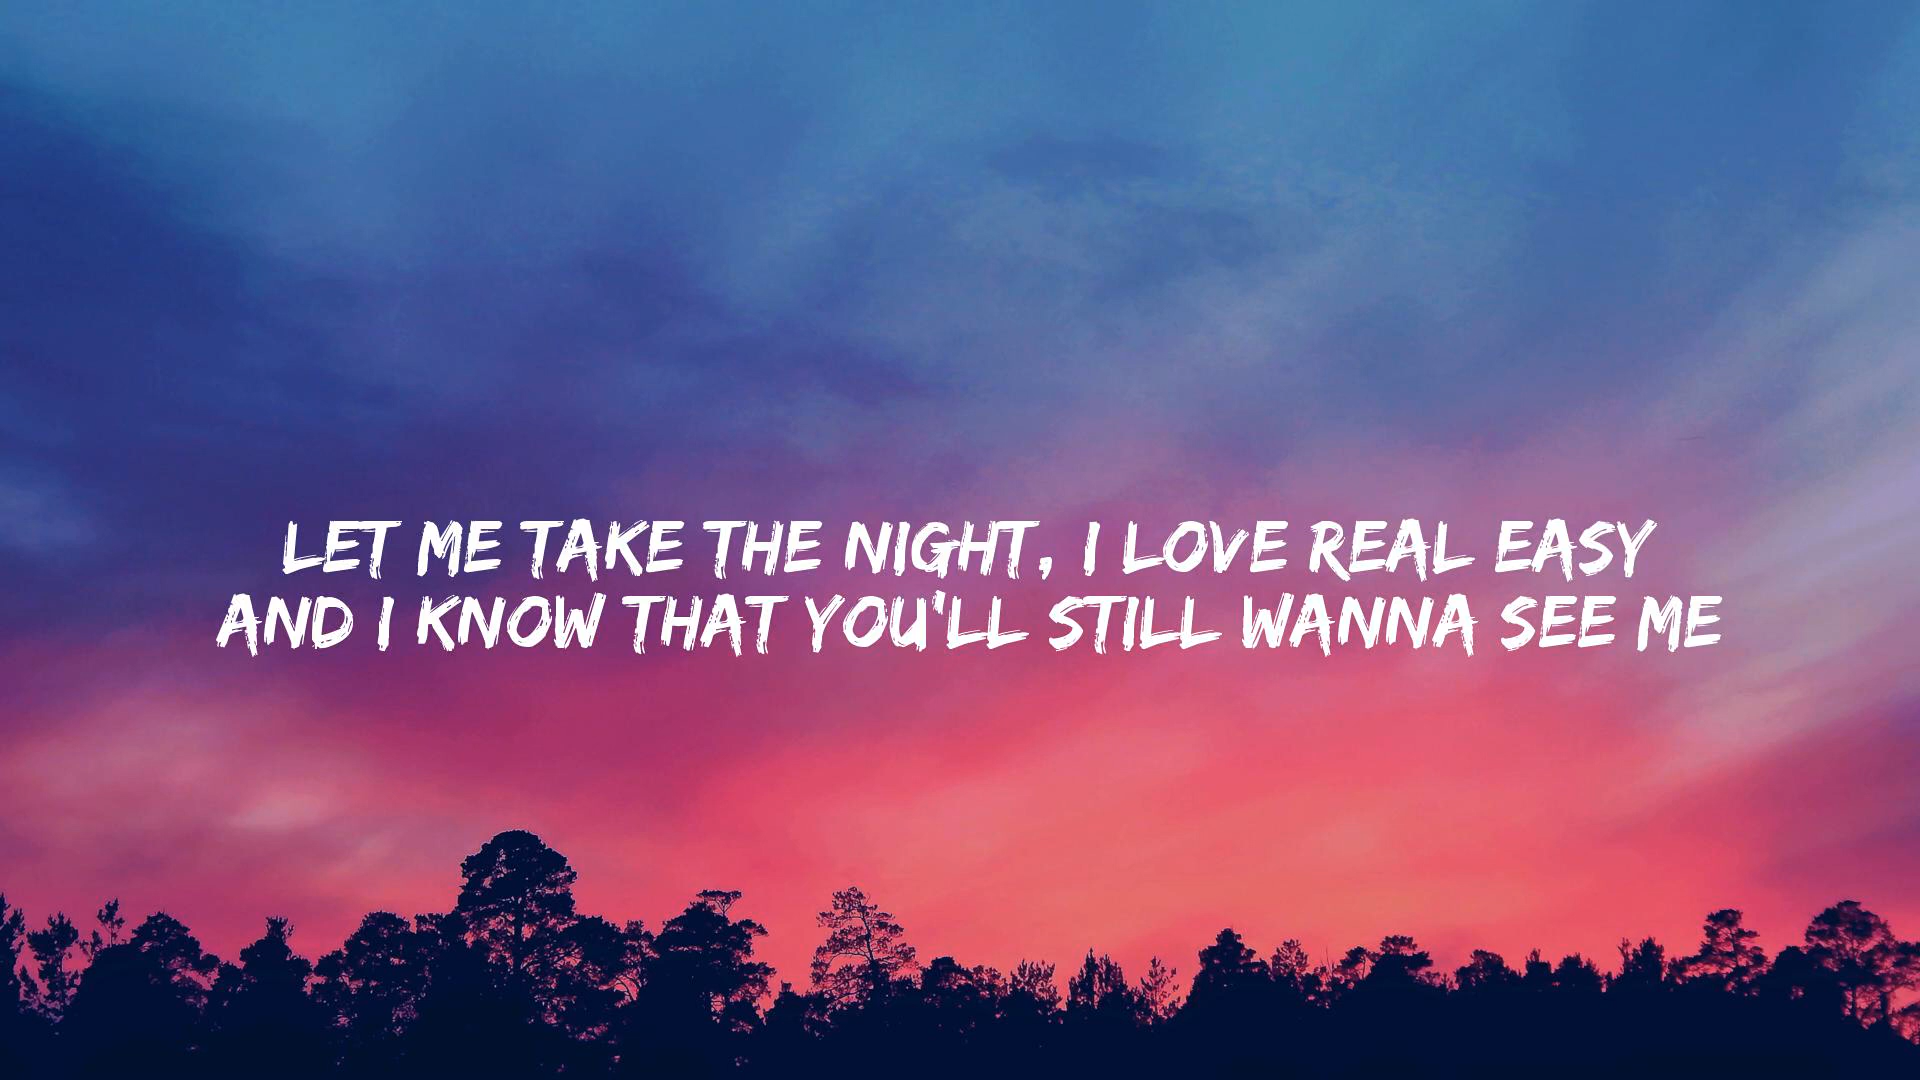 LET ME TAKE THE NIGHT, I LOVE REAL EASY
AND I KNOW THAT YOU'LL STILL WANNA SEE ME